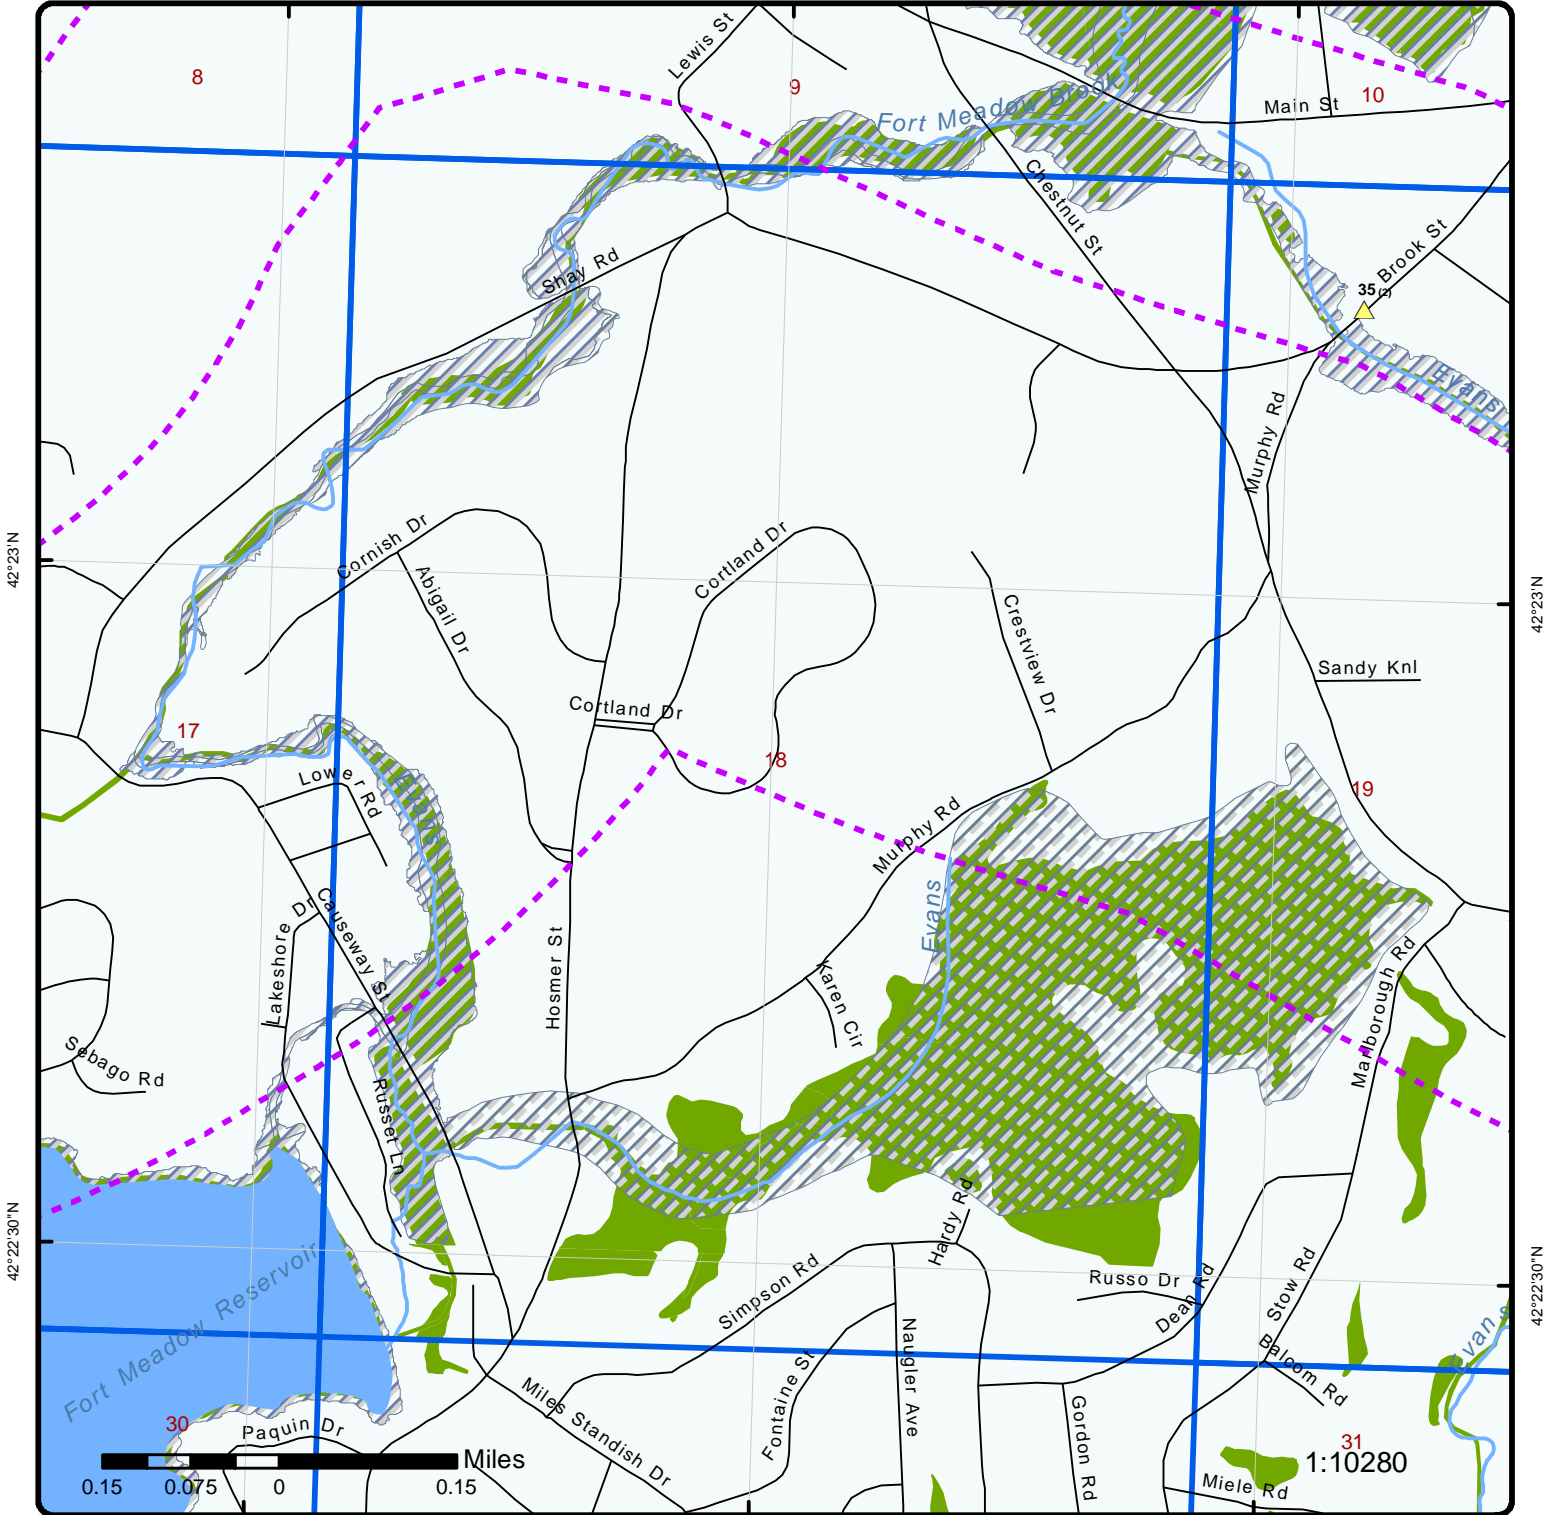 Lewis St
8
9
10
Main St
Fort Meadow Brook
Chestnut St
Brook St
35 (2)
Shay Rd
Evans
Murphy Rd
42°23'N
42°23'N
Cornish Dr
Abigail Dr
Cortland Dr
Crestview Dr
Sandy Knl
Cortland Dr
17
18
19
Lower Rd
Evans
Murphy Rd
Evans
Lakeshore Dr
Causeway St
Hosmer St
Karen Cir
Marlborough Rd
Sebago Rd
Russet Ln
Hardy Rd
42°22'30"N
42°22'30"N
Fort Meadow Reservoir
Simpson Rd
Russo Dr
Dean Rd
Stow Rd
Evans
Balcom Rd
Naugler Ave
Fontaine St
Miles Standish Dr
Gordon Rd
30
Paquin Dr
31
Miles
1:10280
0.15 0.075 0 0.15
Miele Rd